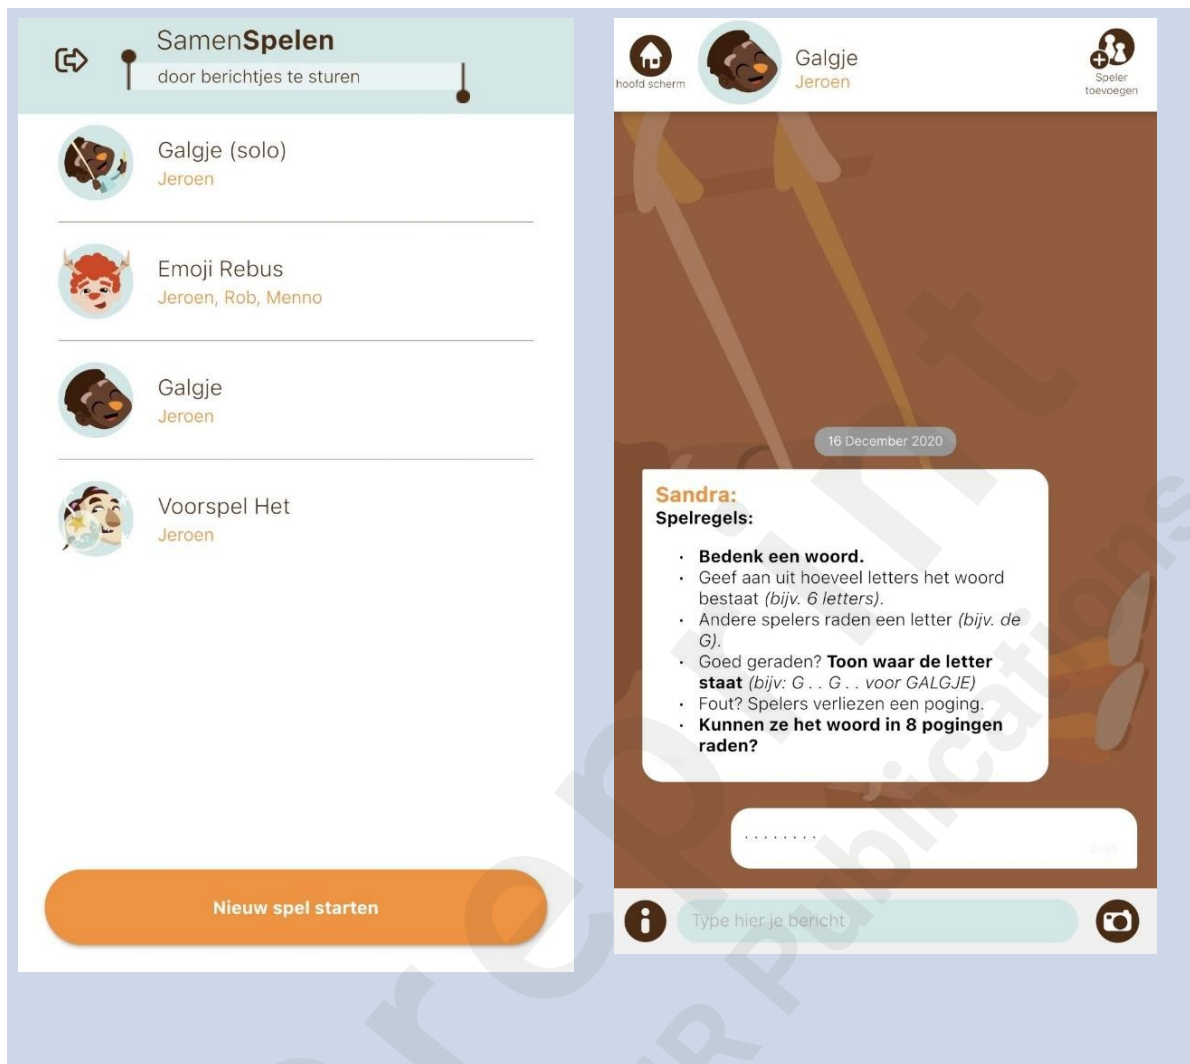 SamenSpelen
door berichtjes te sturen
Galgje (solo)
Jeroen
Emoji Rebus
Jeroen, Rob, Menno
Galgje
Jeroen
Voorspel Het
Jeroen
Nieuw spel starten
hoofd scherm
Galgje
Jeroen
Speler
toevoegen
16 December 2020
Sandra:
Spelregels:
· Bedenk een woord.
· Geef aan uit hoeveel letters het woord
bestaat (bijv. 6 letters).
· Andere spelers raden een letter (bijv. de
G).
· Goed geraden? Toon waar de letter
staat (bijv: G . . G . . voor GALGJE)
· Fout? Spelers verliezen een poging.
· Kunnen ze het woord in 8 pogingen
raden?
. . . . . . . .
Type hier je bericht